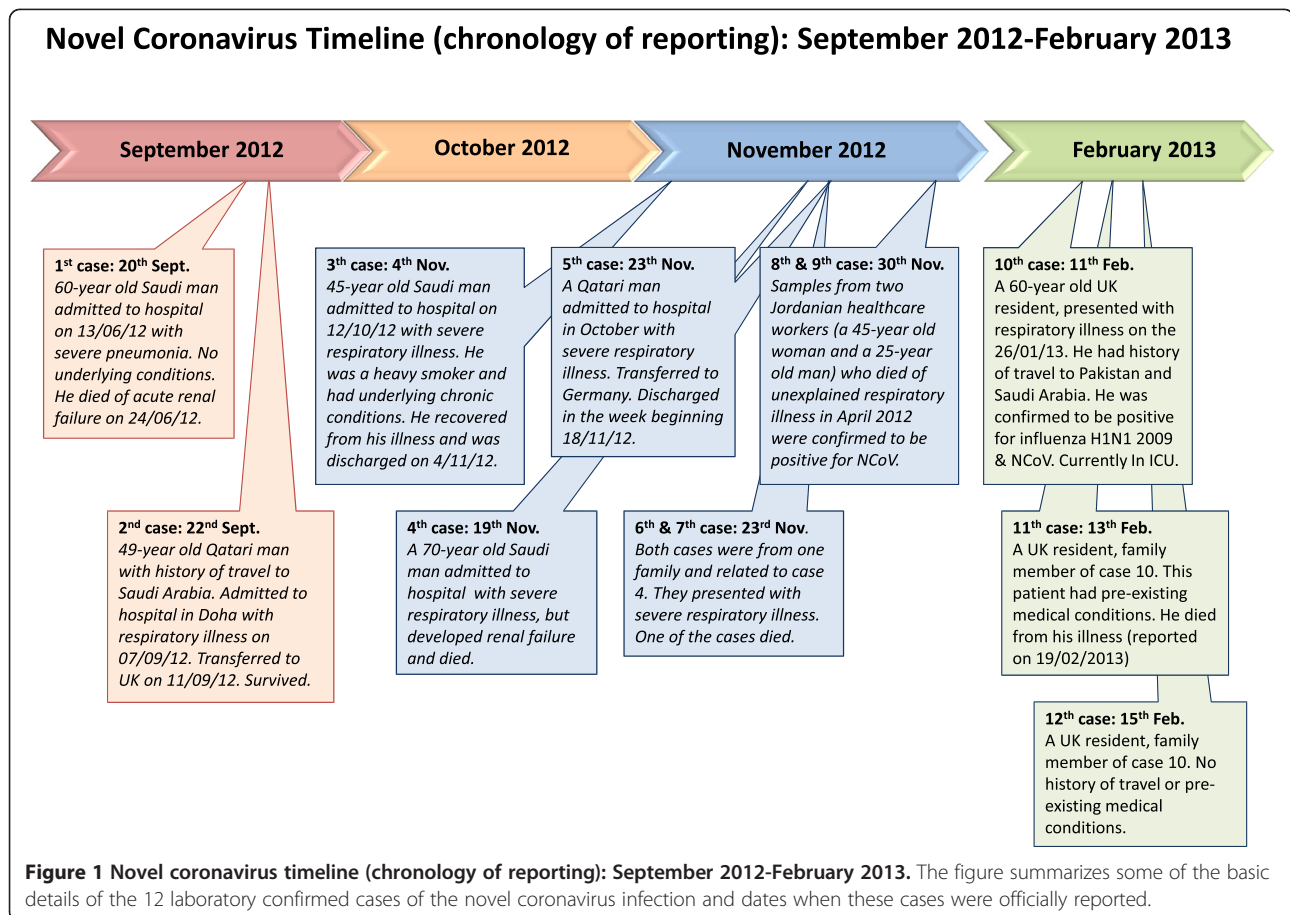 Novel Coronavirus Timeline (chronology of reporting): September 2012-February 2013
September 2012
October 2012
November 2012
February 2013
1st case: 20th Sept.
60-year old Saudi man
admitted to hospital
on 13/06/12 with
severe pneumonia. No
underlying conditions.
He died of acute renal
failure on 24/06/12.
2nd case: 22nd Sept.
49-year old Qatari man
with history of travel to
Saudi Arabia. Admitted to
hospital in Doha with
respiratory illness on
07/09/12. Transferred to
UK on 11/09/12. Survived.
3th case: 4th Nov.
45-year old Saudi man
admitted to hospital on
12/10/12 with severe
respiratory illness. He
was a heavy smoker and
had underlying chronic
conditions. He recovered
from his illness and was
discharged on 4/11/12.
4th case: 19th Nov.
A 70-year old Saudi
man admitted to
hospital with severe
respiratory illness, but
developed renal failure
and died.
5th case: 23th Nov.
A Qatari man
admitted to hospital
in October with
severe respiratory
illness. Transferred to
Germany. Discharged
in the week beginning
18/11/12.
6th & 7th case: 23rd Nov.
Both cases were from one
family and related to case
4. They presented with
severe respiratory illness.
One of the cases died.
8th & 9th case: 30th Nov.
Samples from two
Jordanian healthcare
workers (a 45-year old
woman and a 25-year
old man) who died of
unexplained respiratory
illness in April 2012
were confirmed to be
positive for NCoV.
10th case: 11th Feb.
A 60-year old UK
resident, presented with
respiratory illness on the
26/01/13. He had history
of travel to Pakistan and
Saudi Arabia. He was
confirmed to be positive
for influenza H1N1 2009
& NCoV. Currently In ICU.
11th case: 13th Feb.
A UK resident, family
member of case 10. This
patient had pre-existing
medical conditions. He died
from his illness (reported
on 19/02/2013)
12th case: 15th Feb.
A UK resident, family
member of case 10. No
history of travel or pre-
existing medical
conditions.
Figure 1 Novel coronavirus timeline (chronology of reporting): September 2012-February 2013. The figure summarizes some of the basic
details of the 12 laboratory confirmed cases of the novel coronavirus infection and dates when these cases were officially reported.